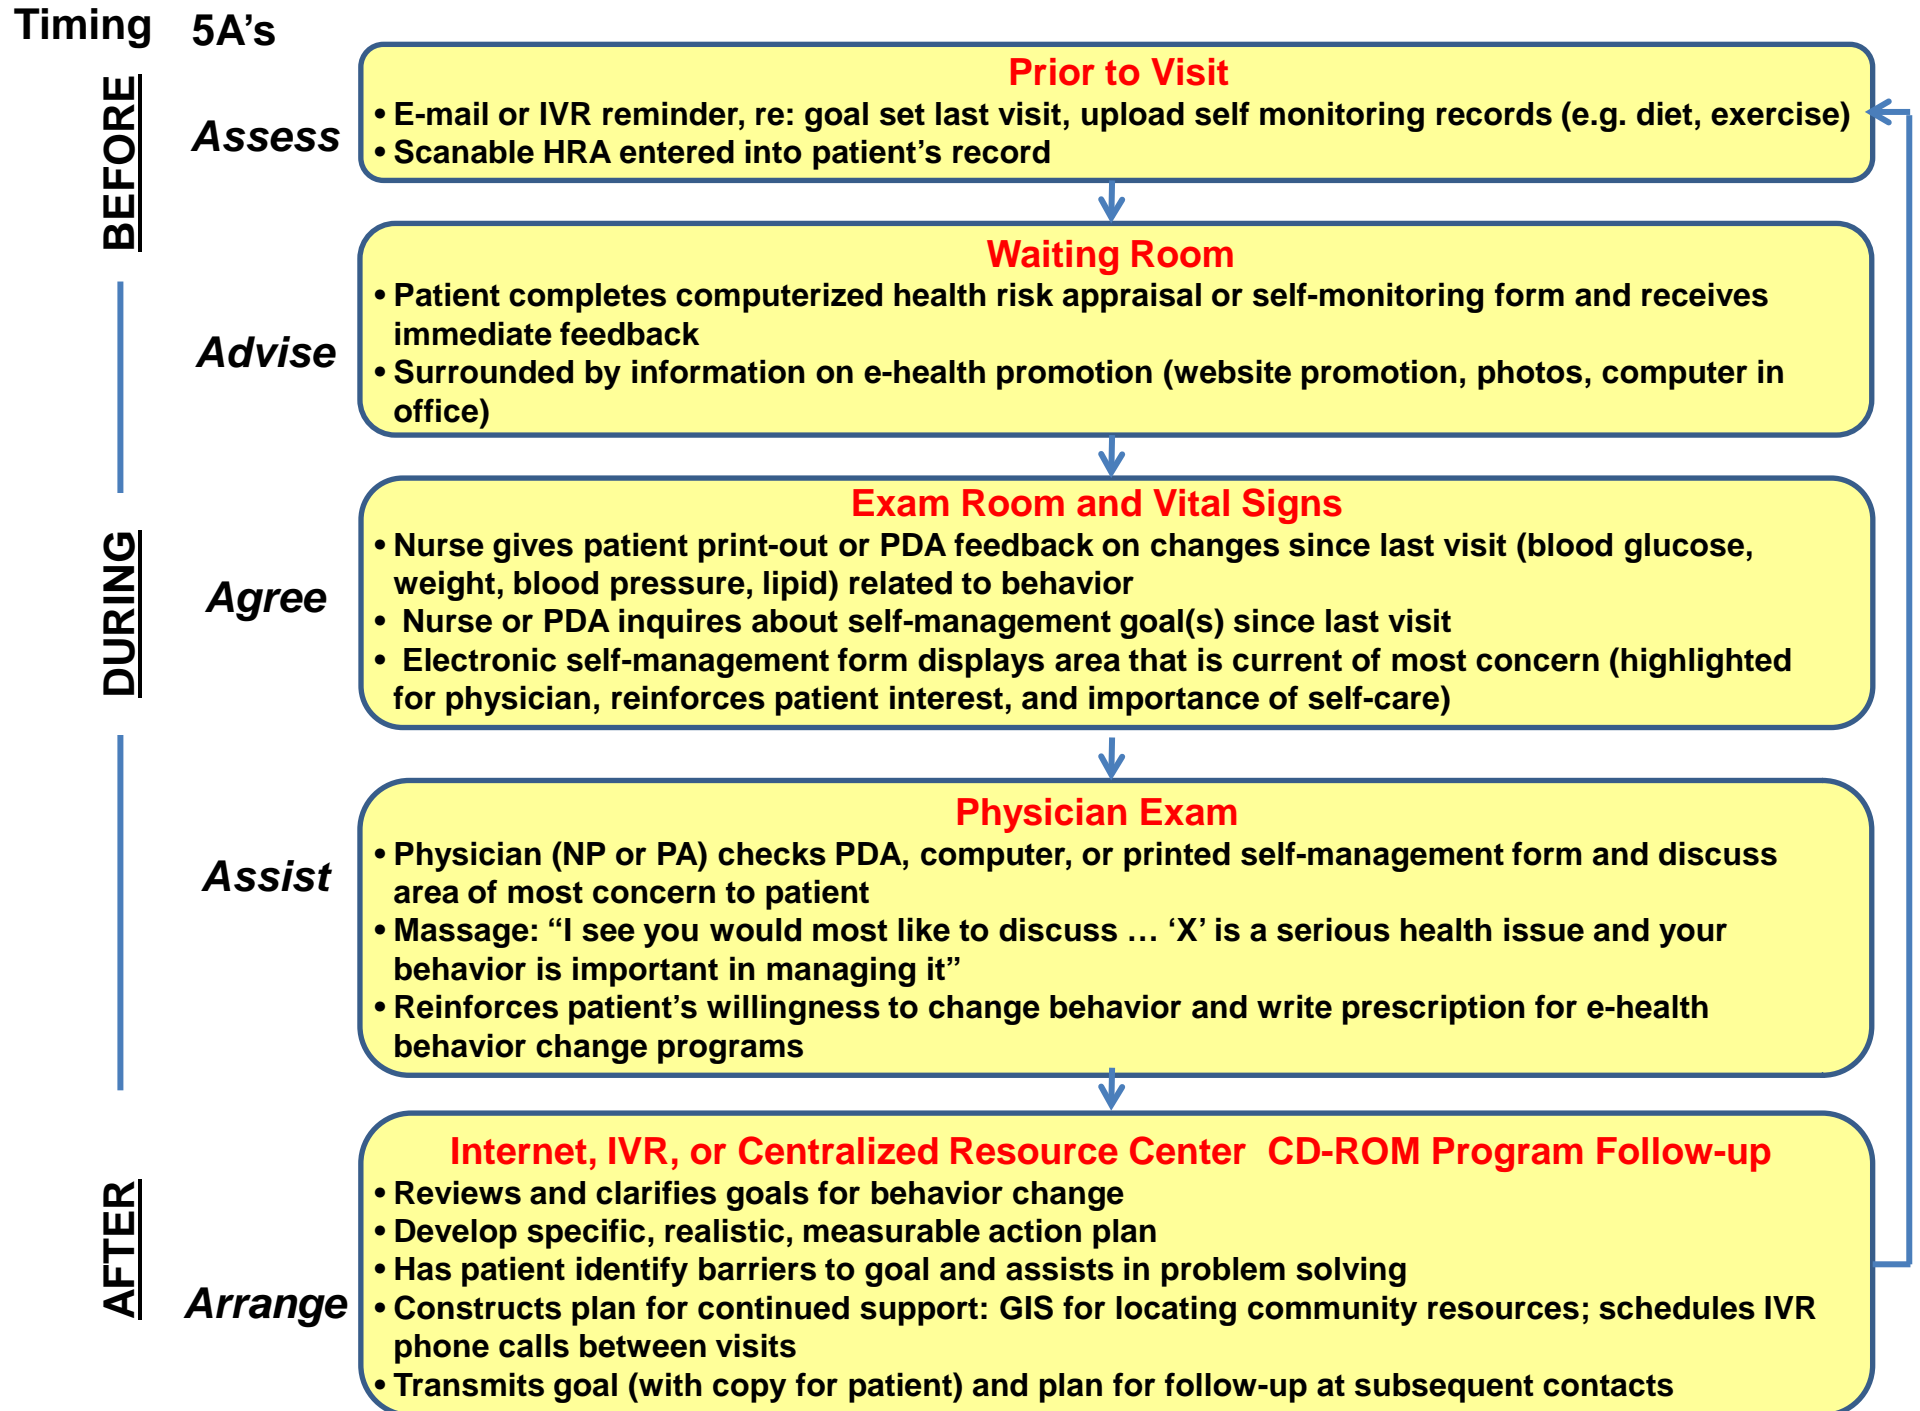 Timing 5A’s
BEFORE
Assess
Prior to Visit
• E-mail or IVR reminder, re: goal set last visit, upload self monitoring records (e.g. diet, exercise)
• Scanable HRA entered into patient’s record
Advise
Waiting Room
• Patient completes computerized health risk appraisal or self-monitoring form and receives
immediate feedback
• Surrounded by information on e-health promotion (website promotion, photos, computer in
office)
DURING
Agree
Exam Room and Vital Signs
• Nurse gives patient print-out or PDA feedback on changes since last visit (blood glucose,
weight, blood pressure, lipid) related to behavior
• Nurse or PDA inquires about self-management goal(s) since last visit
• Electronic self-management form displays area that is current of most concern (highlighted
for physician, reinforces patient interest, and importance of self-care)
Assist
Physician Exam
• Physician (NP or PA) checks PDA, computer, or printed self-management form and discuss
area of most concern to patient
• Massage: “I see you would most like to discuss … ‘X’ is a serious health issue and your
behavior is important in managing it”
• Reinforces patient’s willingness to change behavior and write prescription for e-health
behavior change programs
AFTER
Arrange
Internet, IVR, or Centralized Resource Center CD-ROM Program Follow-up
• Reviews and clarifies goals for behavior change
• Develop specific, realistic, measurable action plan
• Has patient identify barriers to goal and assists in problem solving
• Constructs plan for continued support: GIS for locating community resources; schedules IVR
phone calls between visits
• Transmits goal (with copy for patient) and plan for follow-up at subsequent contacts